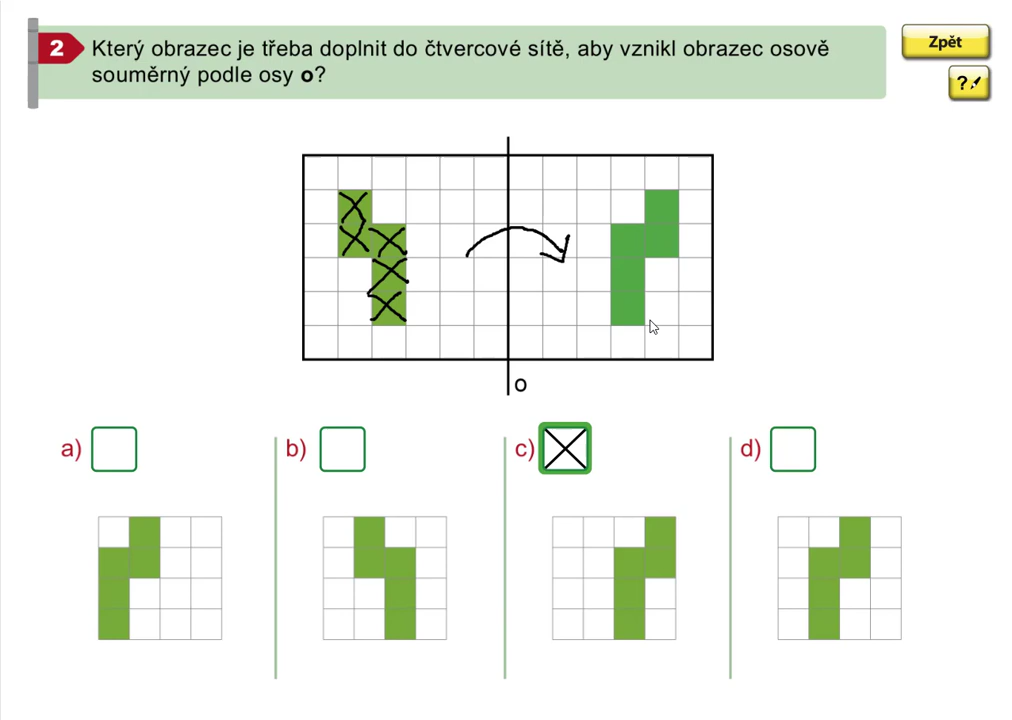 2
Který obrazec je třeba doplnit do čtvercové sítě, aby vznikl obrazec osově
souměrný podle osy o?
Zpět
?
o
a)
b)
c)
d)